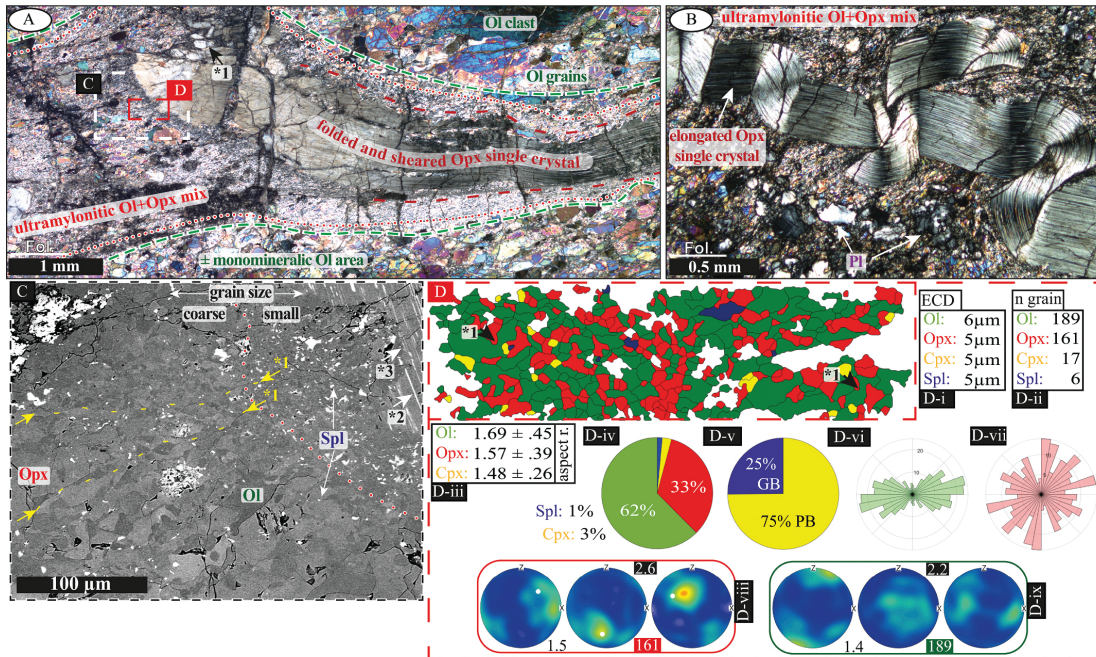 A
Ol clast
*1
Ol grains
C
D
folded and sheared Opx single crystal
ultramylonitic Ol+Opx mix
Fol.
1 mm
± monomineralic Ol area
B
ultramylonitic Ol+Opx mix
elongated Opx
single crystal
Pl
Fol.
0.5 mm
C
grain size
coarse
small
*1
*1
*3
*2
Spl
Opx
Ol
100 µm
D
*1
*1
ECD
Ol: 6µm
Opx: 5µm
Cpx: 5µm
Spl: 5µm
D-i
n grain
Ol: 189
Opx: 161
Cpx: 17
Spl: 6
D-ii
Ol: 1.69 ± .45
Opx: 1.57 ± .39
Cpx: 1.48 ± .26
aspect r.
D-iii
D-iv
33%
62%
Spl: 1%
Cpx: 3%
D-v
25%
GB
75% PB
D-vi
20
10
D-vii
10
Z
X
2.6
1.5
161
D-viii
Z
X
2.2
1.4
189
D-ix